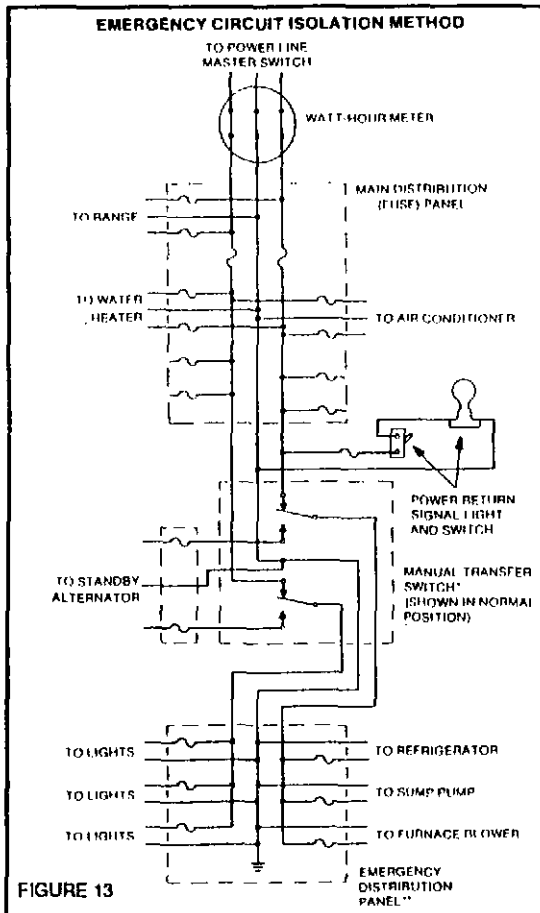 EMERGENCY CIRCUIT ISOLATION METHOD
TO POWER LINE
MASTER SWITCH
WATT-HOUR METER
MAIN DISTRIBUTION
(FUSE) PANEL
TO RANGE
TO WATER
HEATER
TO AIR CONDITIONER
POWER RETURN
SIGNAL LIGHT
AND SWITCH
TO STANDBY
ALTERNATOR
MANUAL TRANSFER
SWITCH*
(SHOWN IN NORMAL
POSITION)
TO LIGHTS
TO REFRIGERATOR
TO LIGHTS
TO SUMP PUMP
TO LIGHTS
TO FURNACE BLOWER
EMERGENCY
DISTRIBUTION
PANEL**
FIGURE 13